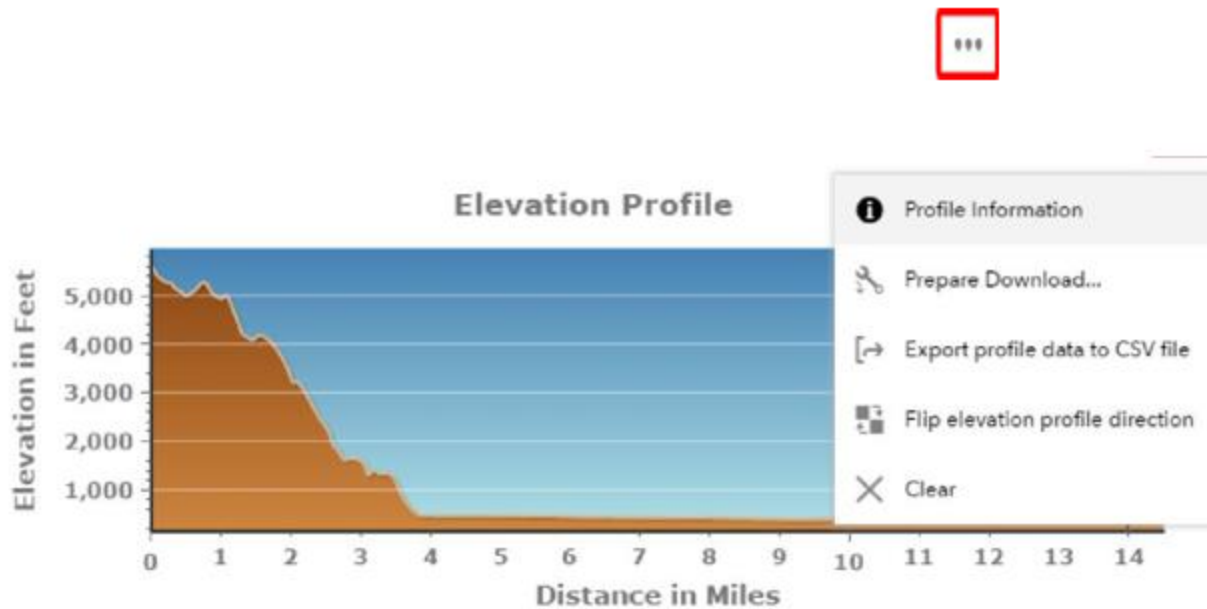 Elevation Profile
Elevation in Feet
5,000
4,000
3,000
2,000
1,000
0 1 2 3 4 5 6 7 8 9 10 11 12 13 14
Distance in Miles
Profile Information
Prepare Download...
Export profile data to CSV file
Flip elevation profile direction
Clear